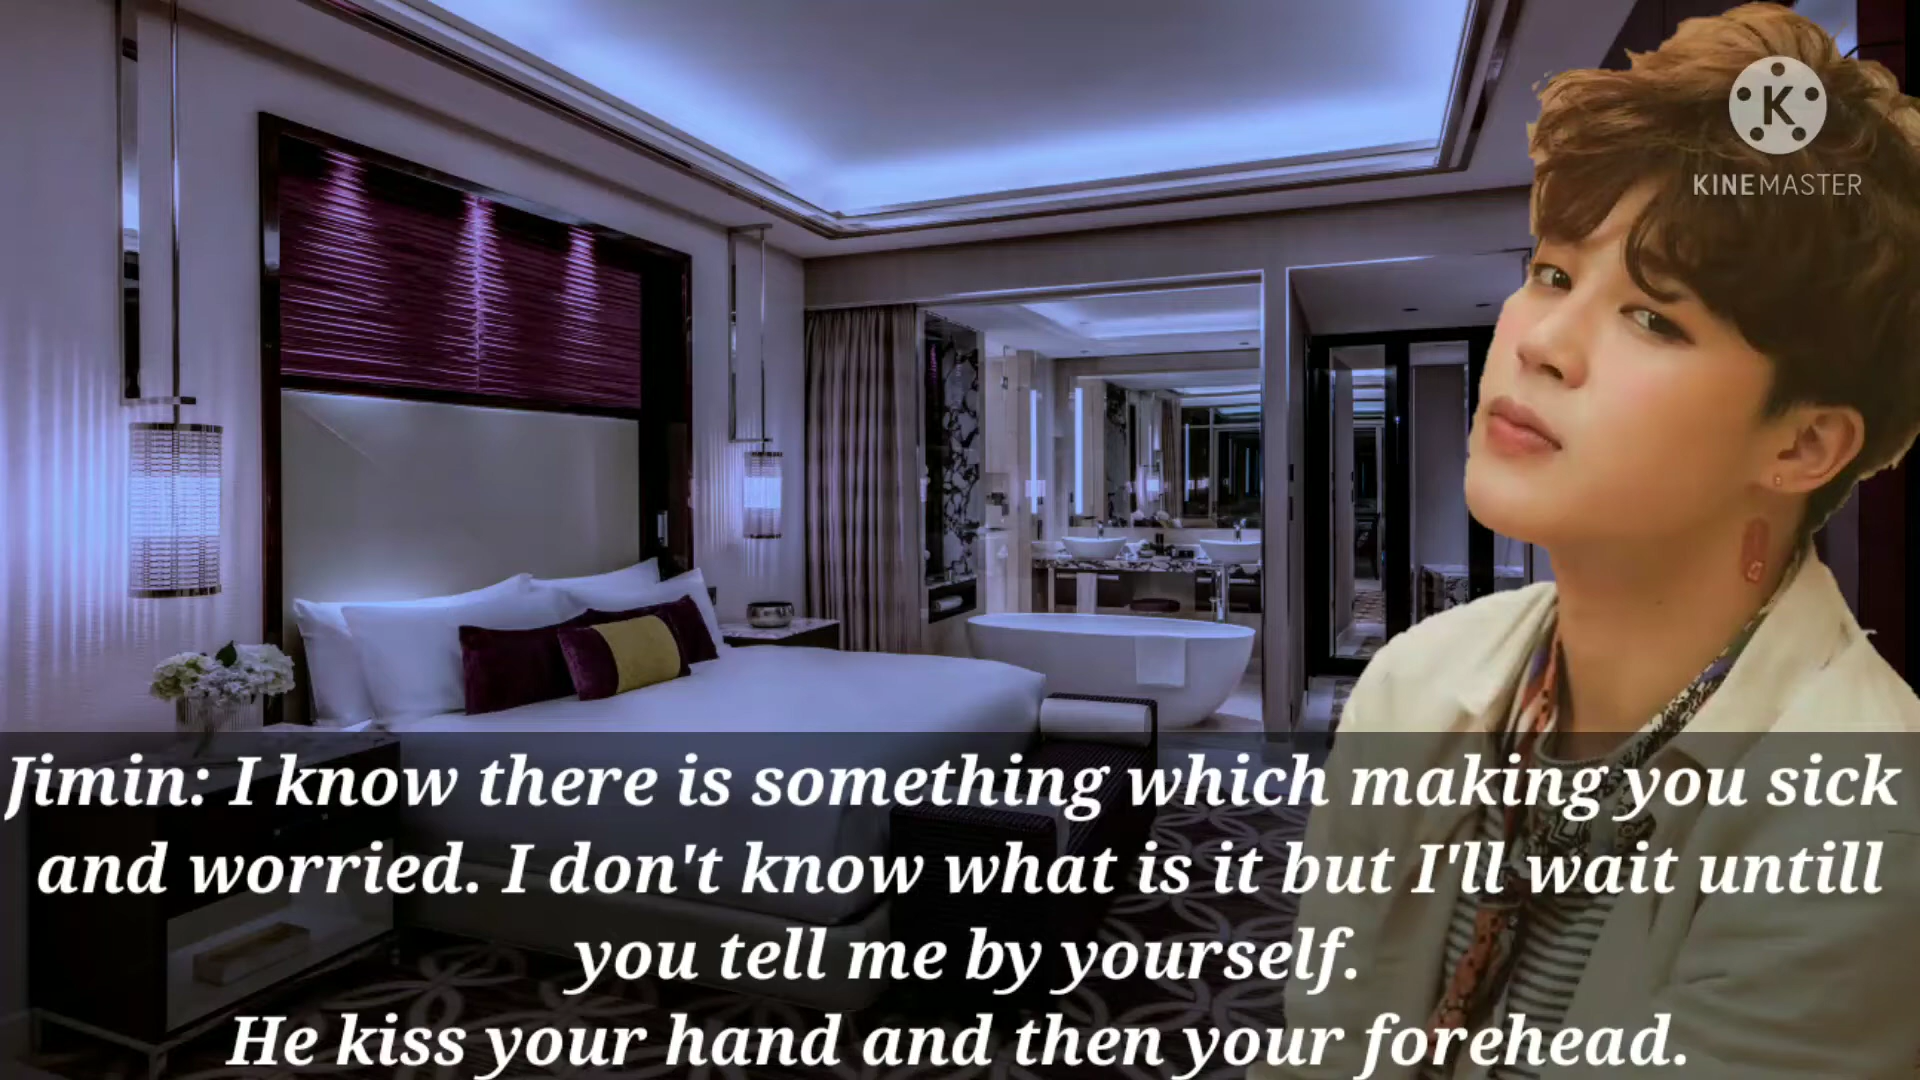 K
KINEMASTER
Jimin: I know there is something which making you sick
and worried. I don't know what is it but I'll wait untill
you tell me by yourself.
He kiss your hand and then your forehead.